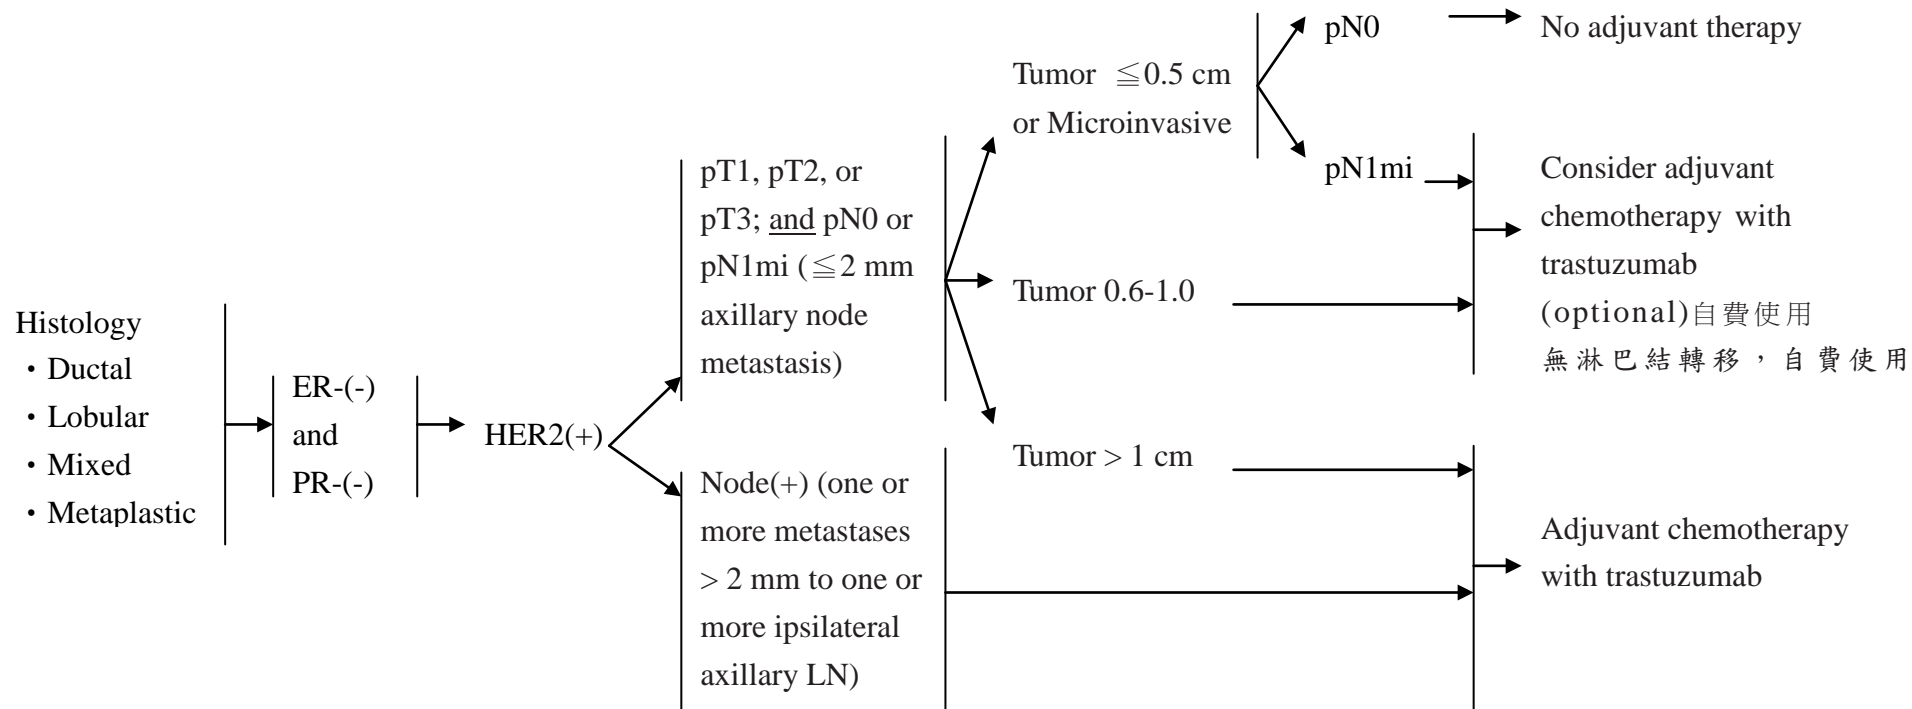 Histology
・Ductal
・Lobular
・Mixed
・Metaplastic
ER-(-)
and
PR-(-)
HER2(+)
pT1, pT2, or
pT3; and pN0 or
pN1mi (≦2 mm
axillary node
metastasis)
Node(+) (one or
more metastases
> 2 mm to one or
more ipsilateral
axillary LN)
Tumor ≦0.5 cm
or Microinvasive
Tumor 0.6-1.0
Tumor > 1 cm
pN0
pN1mi
No adjuvant therapy
Consider adjuvant
chemotherapy with
trastuzumab
(optional)自費使用
無淋巴結轉移，自費使用
Adjuvant chemotherapy
with trastuzumab